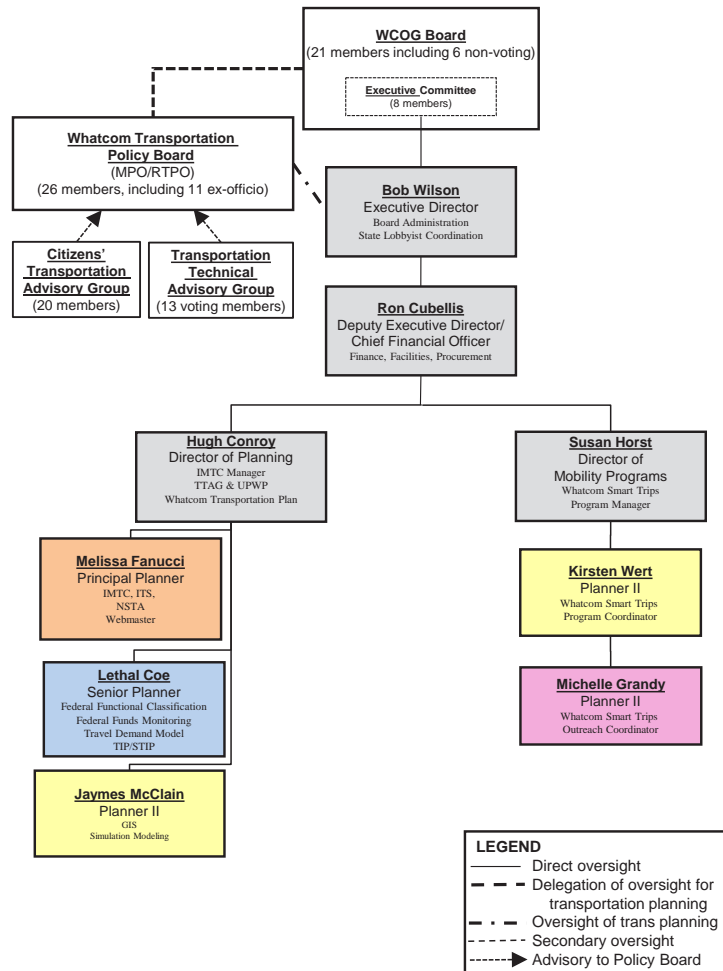 WCOG Board
(21 members including 6 non-voting)
Executive Committee
(8 members)
Whatcom Transportation
Policy Board
(MPO/RTPO)
(26 members, including 11 ex-officio)
Bob Wilson
Executive Director
Board Administration
State Lobbyist Coordination
Citizens'
Transportation
Advisory Group
(20 members)
Transportation
Technical
Advisory Group
(13 voting members)
Ron Cubellis
Deputy Executive Director/
Chief Financial Officer
Finance, Facilities, Procurement
Hugh Conroy
Director of Planning
IMTC Manager
TTAG & UPWP
Whatcom Transportation Plan
Susan Horst
Director of
Mobility Programs
Whatcom Smart Trips
Program Manager
Melissa Fanucci
Principal Planner
IMTC, ITS,
NSTA
Webmaster
Kirsten Wert
Planner II
Whatcom Smart Trips
Program Coordinator
Lethal Coe
Senior Planner
Federal Functional Classification
Federal Funds Monitoring
Travel Demand Model
TIP/STIP
Michelle Grandy
Planner II
Whatcom Smart Trips
Outreach Coordinator
Jaymes McClain
Planner II
GIS
Simulation Modeling
LEGEND
Direct oversight
Delegation of oversight for
transportation planning
Oversight of trans planning
Secondary oversight
Advisory to Policy Board